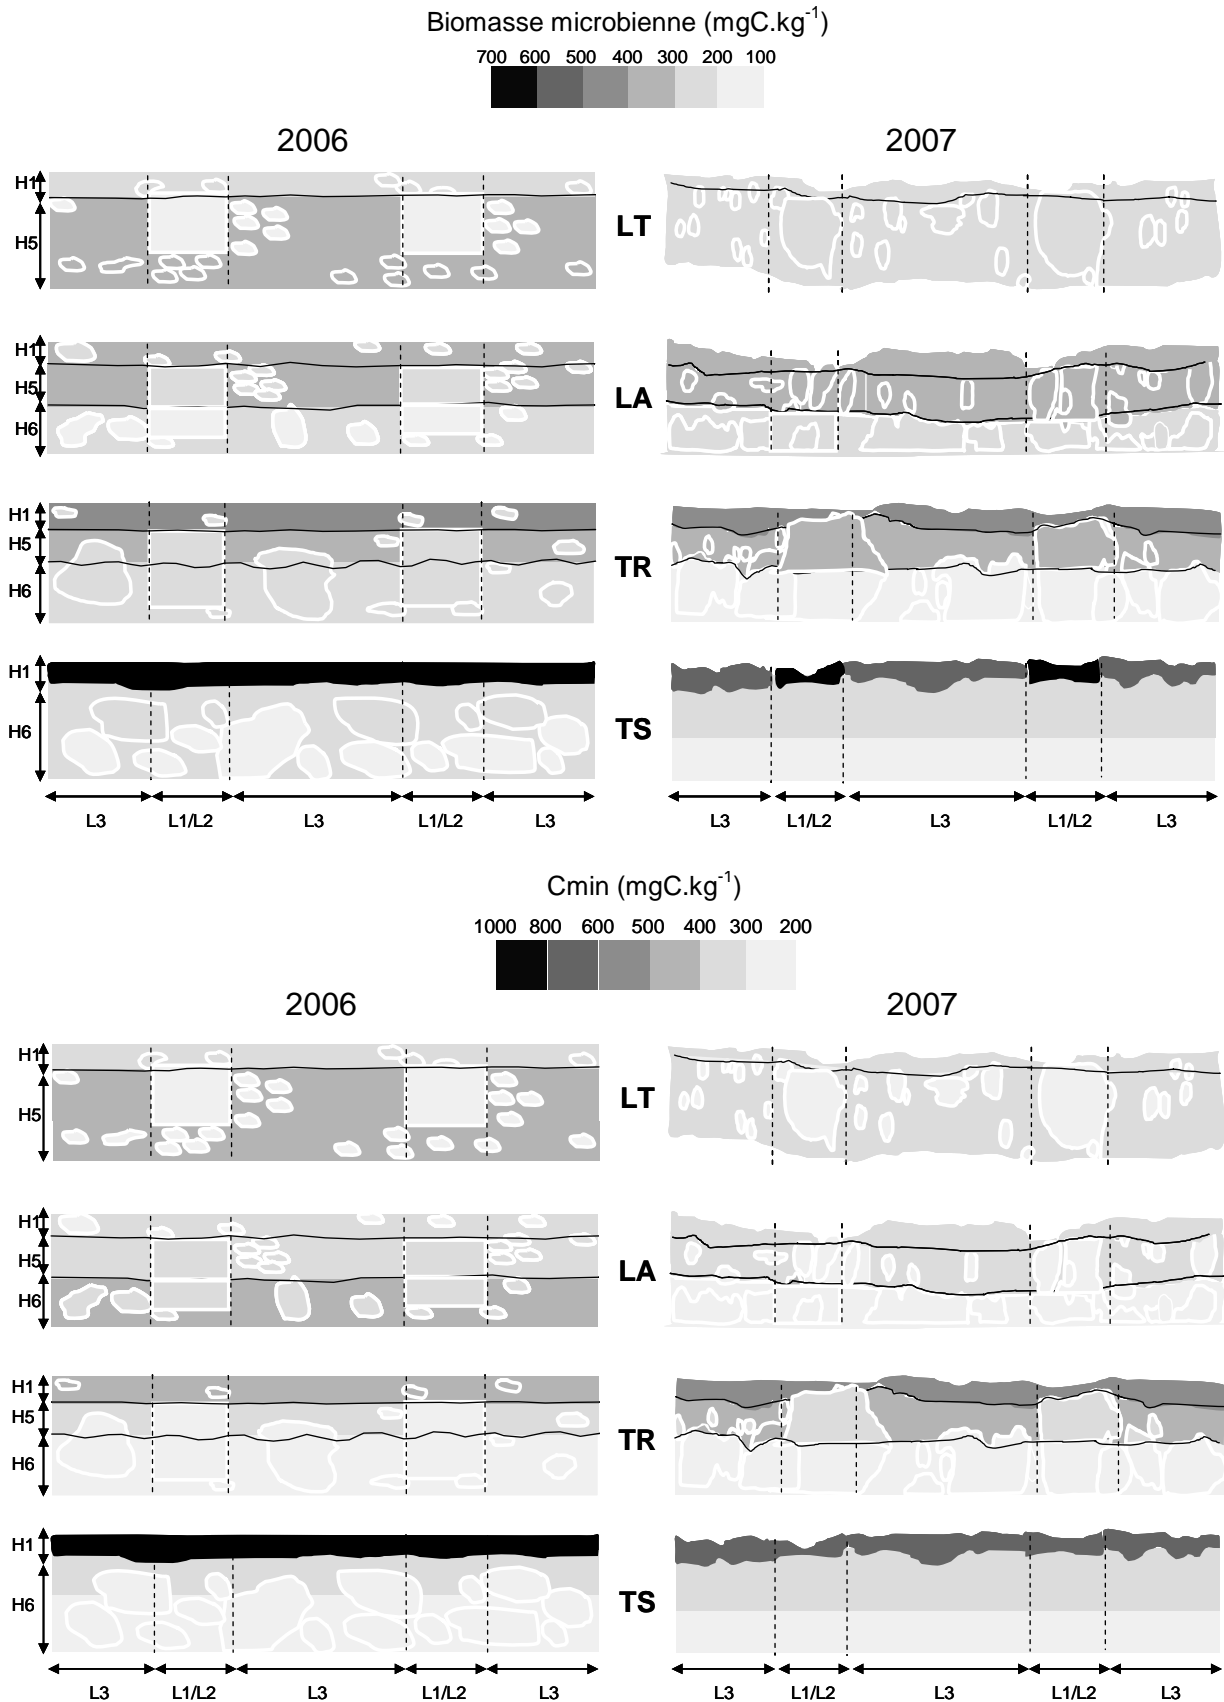 Biomasse microbienne (mgC.kg-1)
700 600 500 400 300 200 100
2006 2007
H1
H5
LT
H1
H5
H6
LA
H1
H5
H6
TR
H1
H6
TS
L3 L1/L2 L3 L1/L2 L3 L3 L1/L2 L3 L1/L2 L3
Cmin (mgC.kg-1)
1000 800 600 500 400 300 200
2006 2007
H1
H5
LT
H1
H5
H6
LA
H1
H5
H6
TR
H1
H6
TS
L3 L1/L2 L3 L1/L2 L3 L3 L1/L2 L3 L1/L2 L3